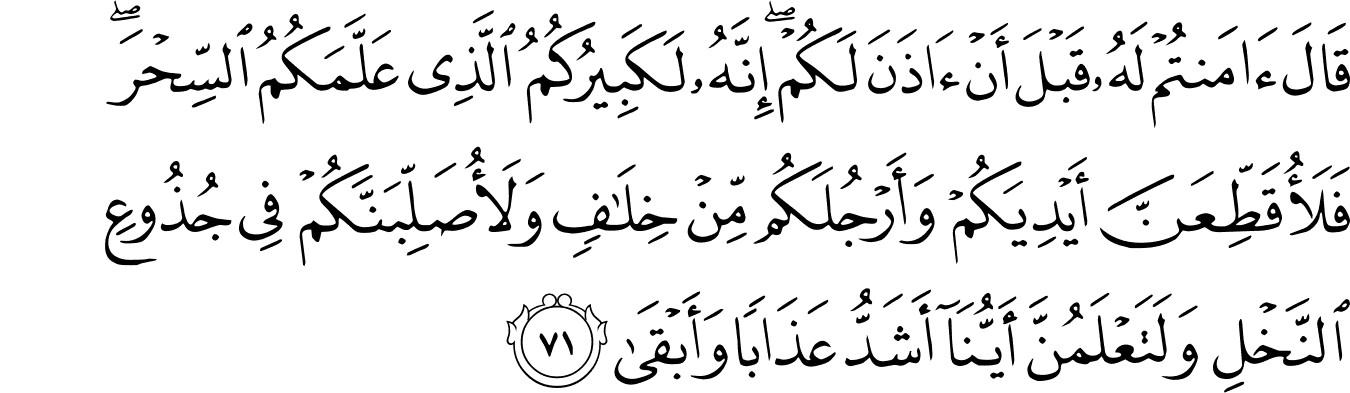 قَالَ ءَامَنتُمْ لَهُۥ قَبْلَ أَنْ ءَاذَنَ لَكُمْ ۖ إِنَّهُۥ لَكَبِيرُكُمُ ٱلَّذِى عَلَّمَكُمُ ٱلسِّحْرَ ۖ
فَلَأُقَطِّعَنَّ أَيْدِيَكُمْ وَأَرْجُلَكُم مِّنْ خِلَٰفٍ وَلَأُصَلِّبَنَّكُمْ فِى جُذُوعِ
ٱلنَّخْلِ وَلَتَعْلَمُنَّ أَيُّنَآ أَشَدُّ عَذَابًا وَأَبْقَىٰ ٧١